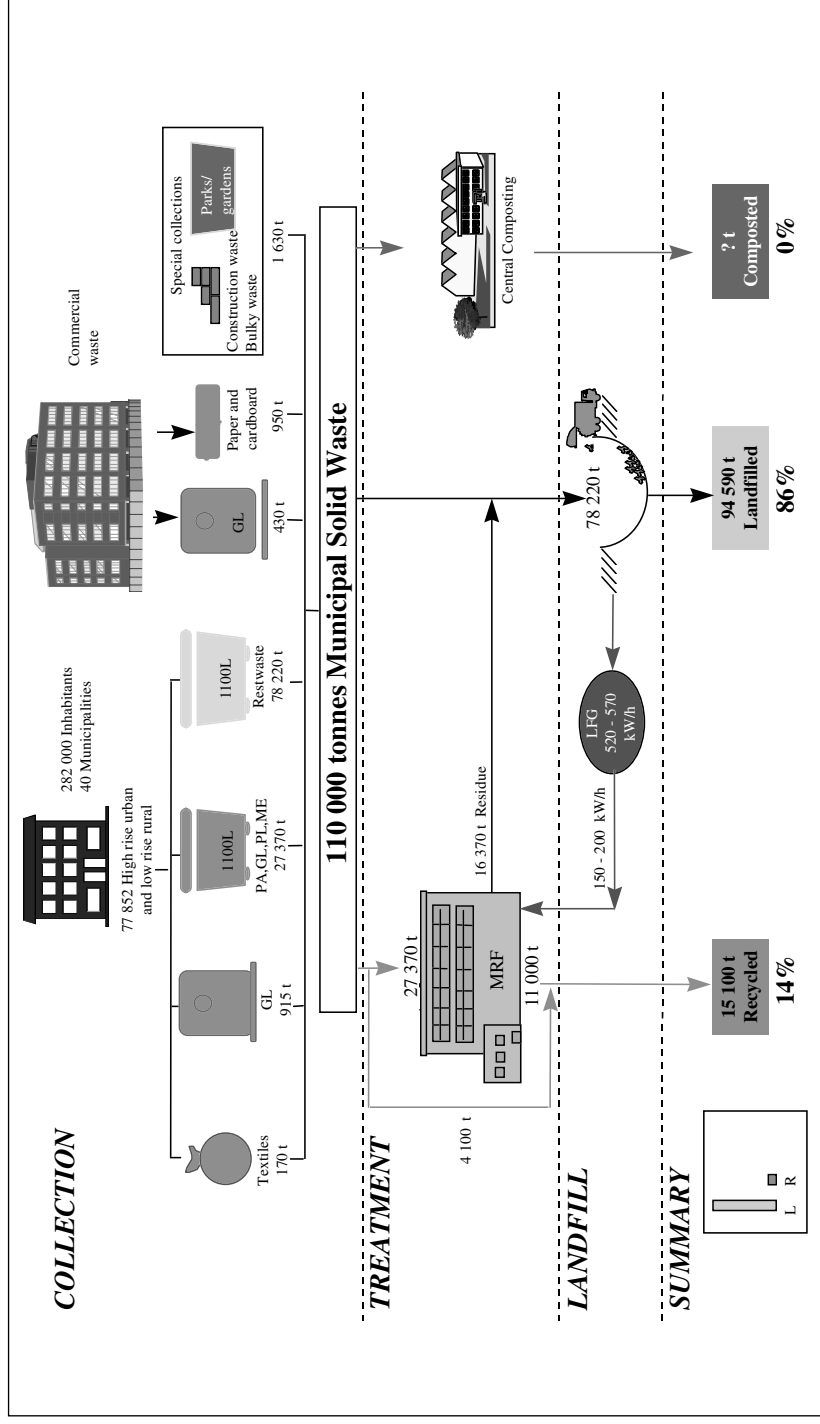 COLLECTION
282 000 Inhabitants
40 Municipalities
77 852 High rise urban
and low rise rural
Commercial
waste
Textiles
170 t
GL
915 t
1100L
PA,GL,PL,ME
27 370 t
1100L
Restwaste
78 220 t
GL
430 t
Paper and
cardboard
950 t
Special collections
Parks/
gardens
Construction waste
Bulky waste
1 630 t
110 000 tonnes Municipal Solid Waste
TREATMENT
4 100 t
27 370 t
MRF
11 000 t
16 370 t Residue
Central Composting
LANDFILL
150 - 200 kW/h
LFG
520 - 570
kW/h
78 220 t
SUMMARY
L R
15 100 t
Recycled
14%
94 590 t
Landfilled
86%
? t
Composted
0%